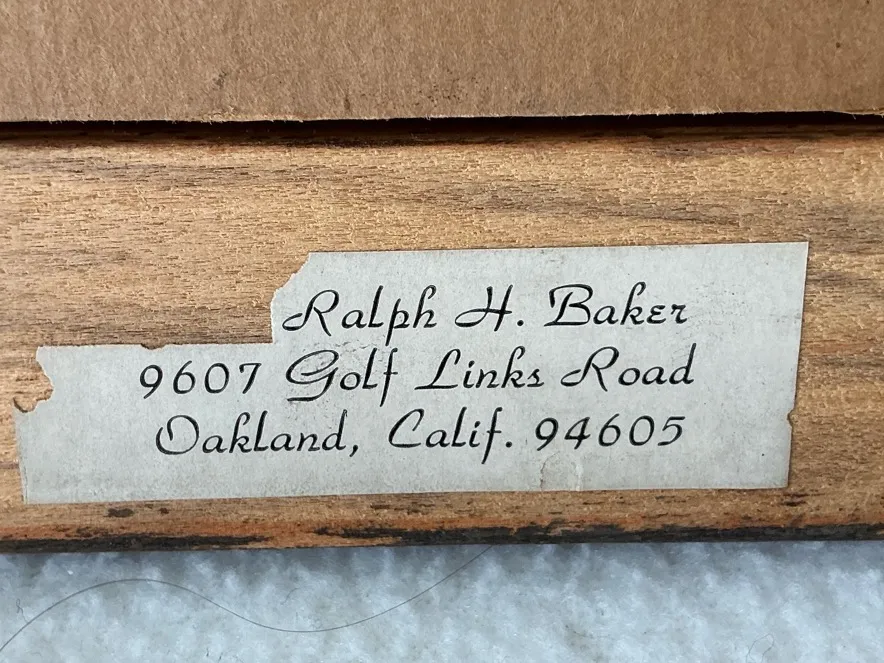 Ralph H. Baker
9607 Golf Links Road
Oakland, Calif. 94605